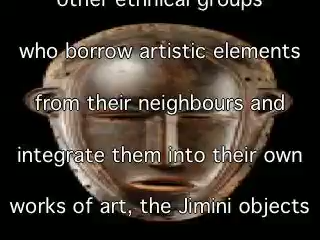 other ethnical groups
who borrow artistic elements
from their neighbours and
integrate them into their own
works of art, the Jimini objects